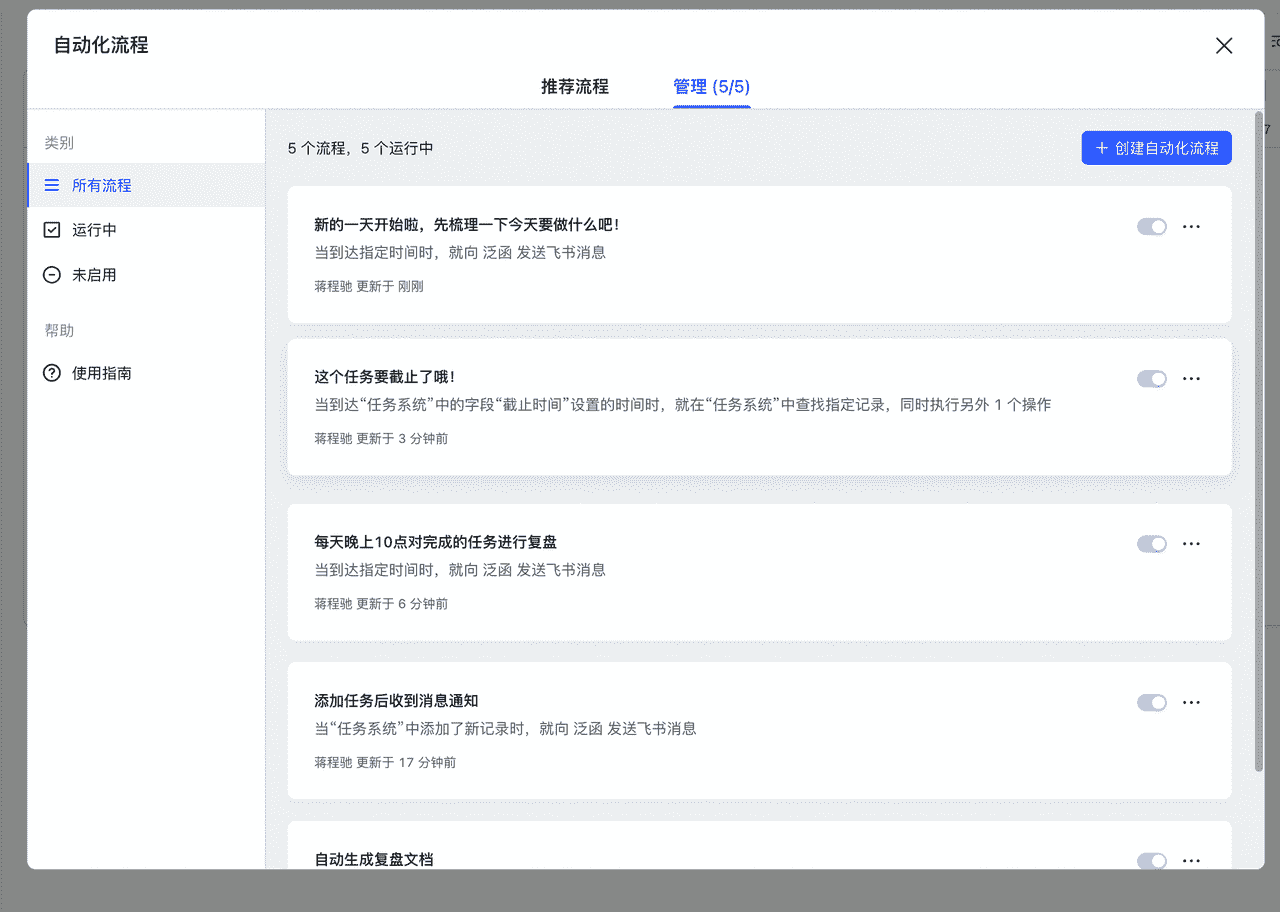 自动化流程
推荐流程
管理 (5/5)
类别
所有流程
运行中
未启用
帮助
使用指南
5 个流程，5 个运行中
创建自动化流程
新的一天开始啦，先梳理一下今天要做什么吧！
当到达指定时间时，就向 泛函 发送飞书消息
蒋程驰 更新于 刚刚
这个任务要截止了哦！
当到达“任务系统”中的字段“截止时间”设置的时间时，就在“任务系统”中查找指定记录，同时执行另外 1 个操作
蒋程驰 更新于 3 分钟前
每天晚上10点对完成的任务进行复盘
当到达指定时间时，就向 泛函 发送飞书消息
蒋程驰 更新于 6 分钟前
添加任务后收到消息通知
当“任务系统”中添加了新记录时，就向 泛函 发送飞书消息
蒋程驰 更新于 17 分钟前
自动生成复盘文档